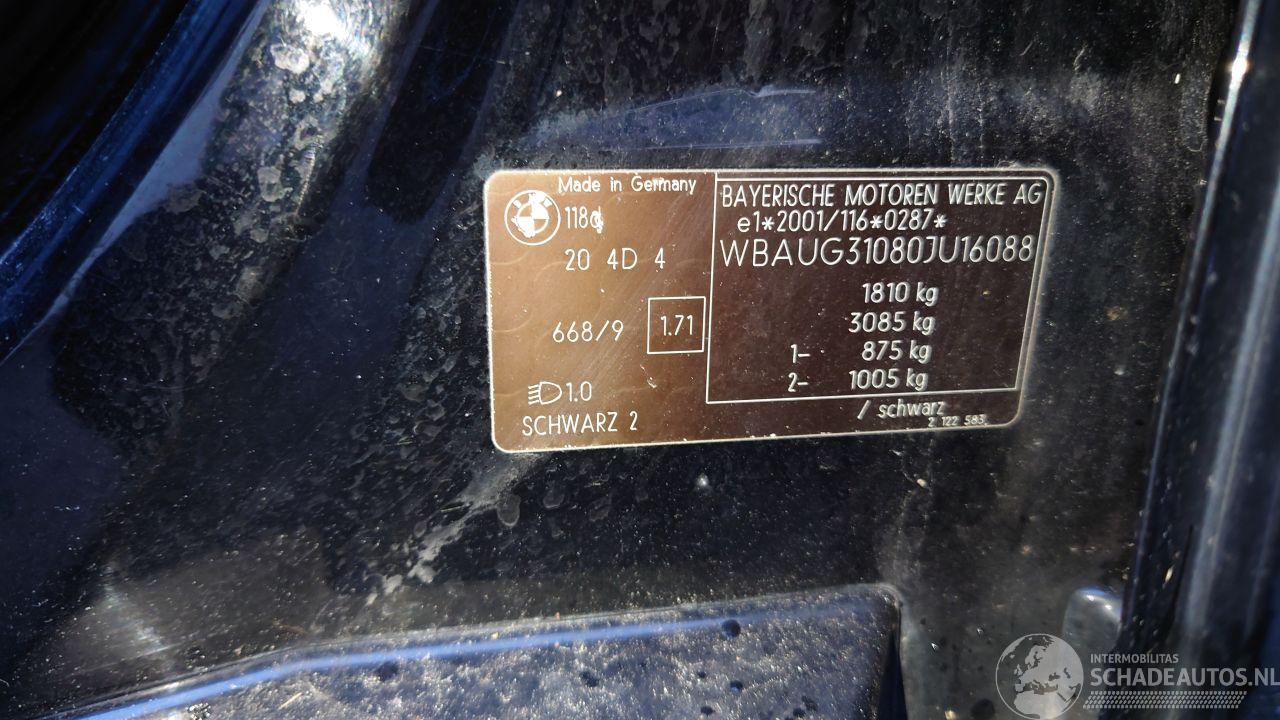 Made in Germany
118d
20 4D 4
668/9 1.71
1.0
SCHWARZ 2
BAYERISCHE MOTOREN WERKE AG
e1*2001/116*0287*
WBAUG31080JU16088
1810 kg
3085 kg
1- 875 kg
2- 1005 kg
/ schwarz
2 122 583
INTERMOBILITAS
SCHADEAUTOS.NL